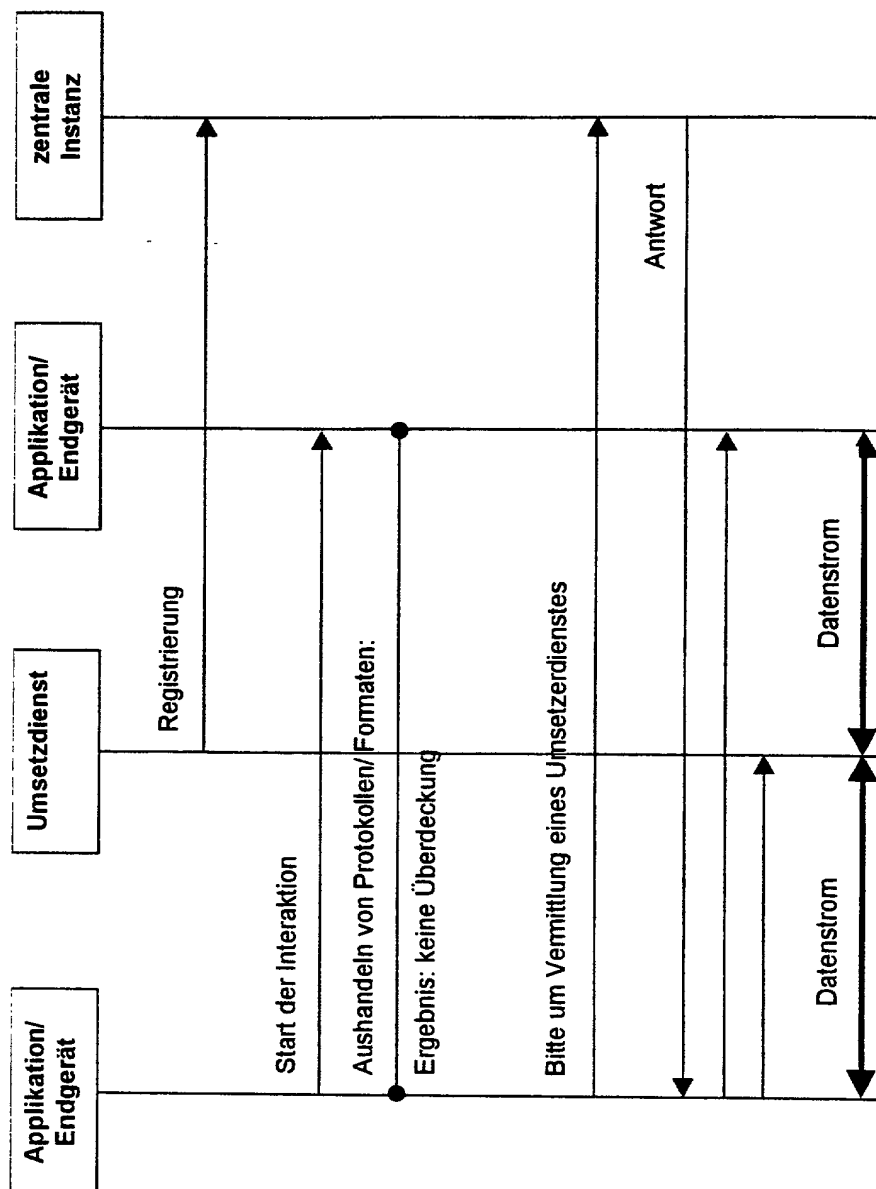 Applikation/
Endgerät
Umsetzdienst
Applikation/
Endgerät
zentrale
Instanz
Registrierung
Start der Interaktion
Aushandeln von Protokollen/ Formaten:
Ergebnis: keine Überdeckung
Bitte um Vermittlung eines Umsetzerdienstes
Antwort
Datenstrom
Datenstrom